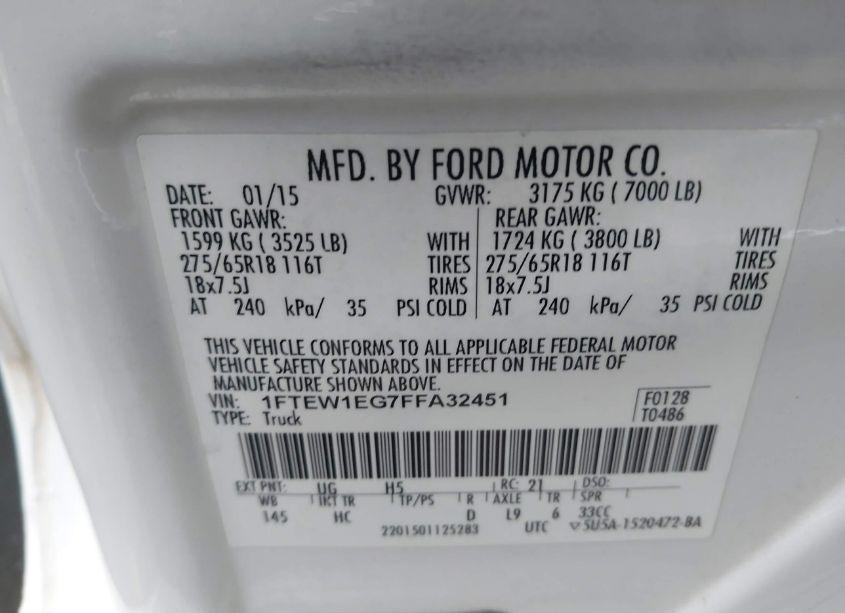 MFD. BY FORD MOTOR CO.
DATE: 01/15 GVWR: 3175 KG ( 7000 LB)
FRONT GAWR: REAR GAWR:
1599 KG ( 3525 LB) WITH 1724 KG ( 3800 LB) WITH
275/65R18 116T TIRES 275/65R18 116T TIRES
18x7.5J RIMS 18x7.5J RIMS
AT 240 kPa/ 35 PSI COLD AT 240 kPa/ 35 PSI COLD
THIS VEHICLE CONFORMS TO ALL APPLICABLE FEDERAL MOTOR
VEHICLE SAFETY STANDARDS IN EFFECT ON THE DATE OF
MANUFACTURE SHOWN ABOVE.
VIN: 1FTEW1EG7FFA32451 F0128
TYPE: Truck T0486
EXT PNT: UG H5 RC: 21 DSO:
WB INT TR TP/PS R AXLE TR SPR
145 HC D L9 6 33CC
2201501125283 UTC ▽5U5A-1520472-BA